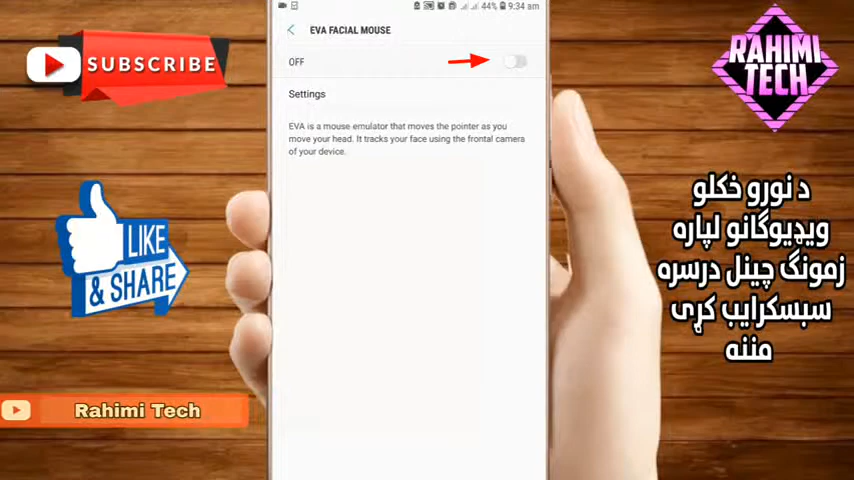 44% 9:34 am
EVA FACIAL MOUSE
OFF
Settings
EVA is a mouse emulator that moves the pointer as you
move your head. It tracks your face using the frontal camera
of your device.
SUBSCRIBE
LIKE
& SHARE
Rahimi Tech
RAHIMI
TECH
د نورو ښکلو
ویډیوګانو لپاره
زمونګ چینل درسره
سبسکرایب کړی
مننه